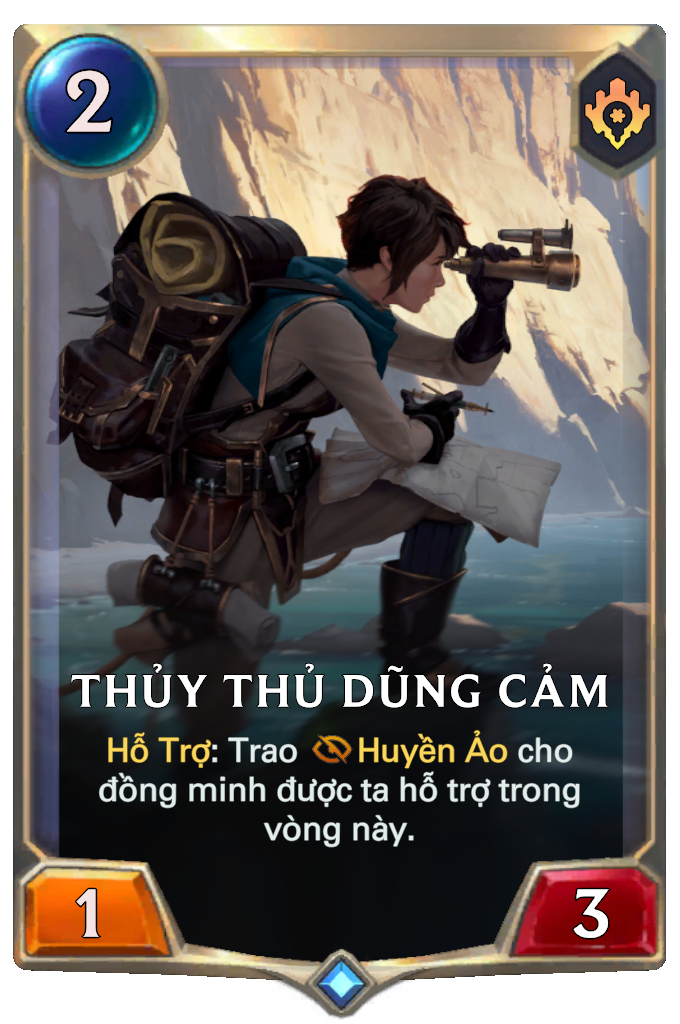 2
THỦY THỦ DŨNG CẢM
Hỗ Trợ: Trao Huyền Ảo cho
đồng minh được ta hỗ trợ trong
vòng này.
1
3